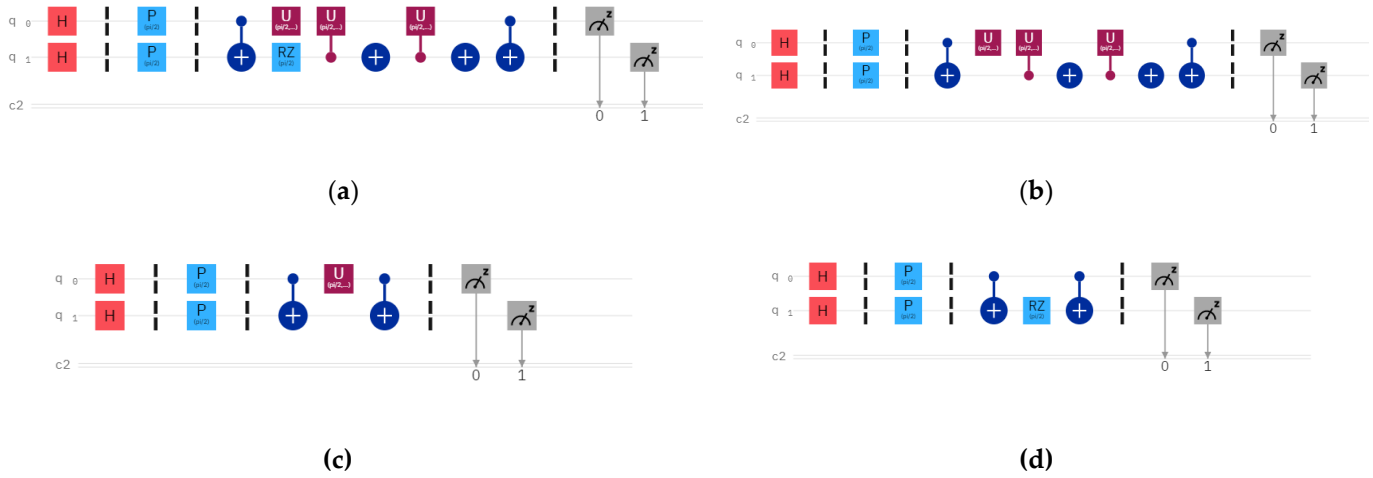 q 0 H P (pi/2) U (pi/2,...) U (pi/2,...) U (pi/2,...) z
q 1 H P (pi/2) RZ (pi/2) z
c2 0 1
(a)
q 0 H P (pi/2) U (pi/2,...) U (pi/2,...) U (pi/2,...) z
q 1 H P (pi/2) z
c2 0 1
(b)
q 0 H P (pi/2) U (pi/2,...) z
q 1 H P (pi/2) z
c2 0 1
(c)
q 0 H P (pi/2) z
q 1 H P (pi/2) RZ (pi/2) z
c2 0 1
(d)